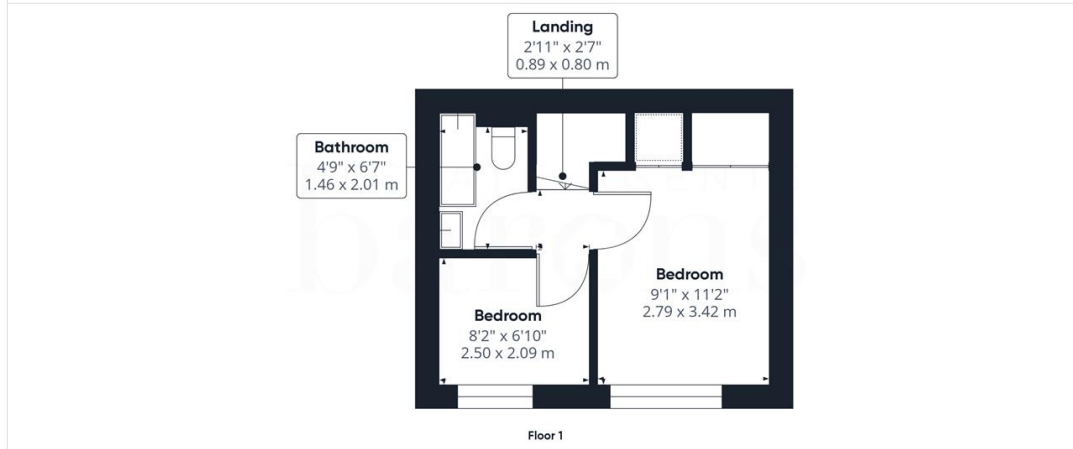 Landing
2'11" x 2'7"
0.89 x 0.80 m
Bathroom
4'9" x 6'7"
1.46 x 2.01 m
barons
Bedroom
9'1" x 11'2"
2.79 x 3.42 m
Bedroom
8'2" x 6'10"
2.50 x 2.09 m
Floor 1